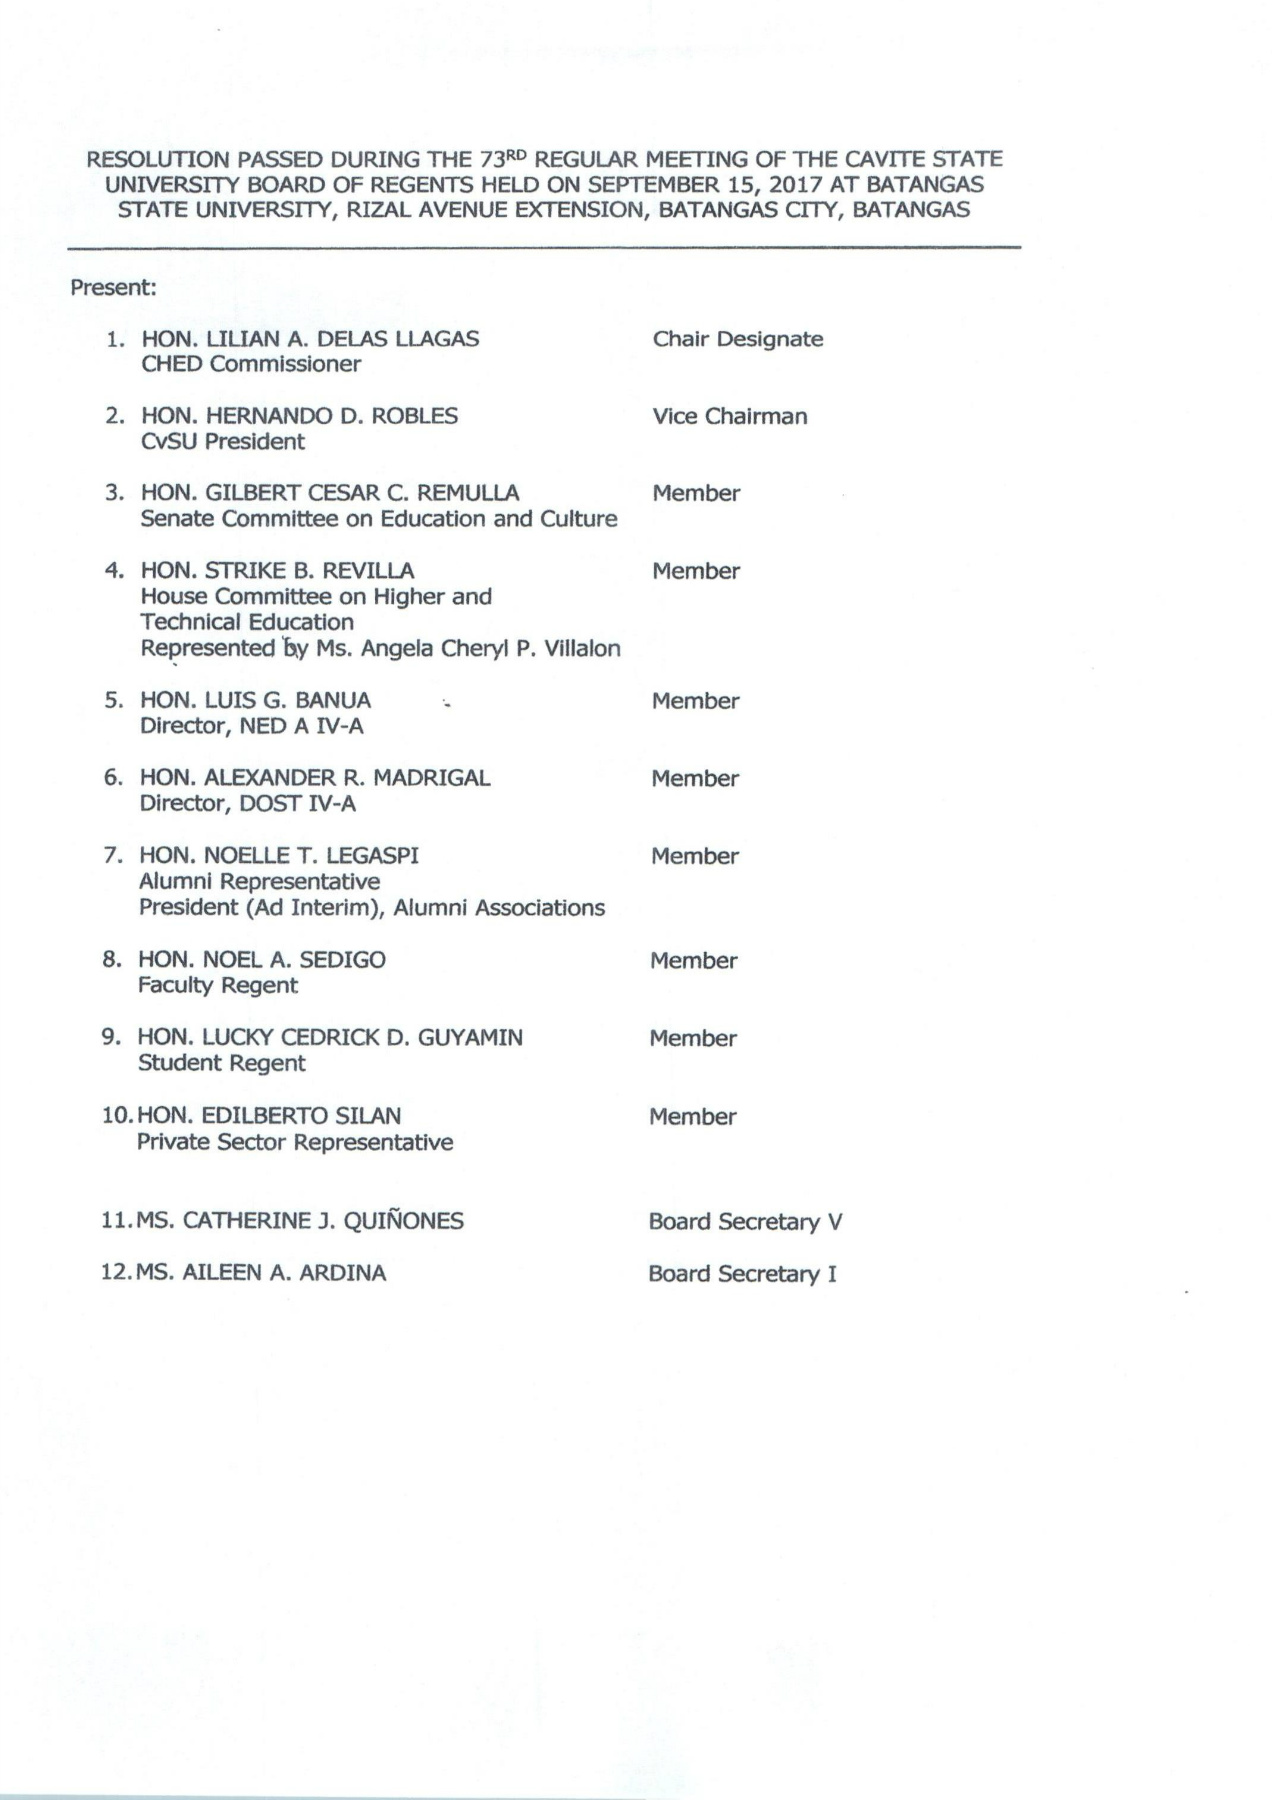 RESOLUTION PASSED DURING THE 73RD REGULAR MEETING OF THE CAVITE STATE
UNIVERSITY BOARD OF REGENTS HELD ON SEPTEMBER 15, 2017 AT BATANGAS
STATE UNIVERSITY, RIZAL AVENUE EXTENSION, BATANGAS CITY, BATANGAS
Present:
1. HON. LILIAN A. DELAS LLAGAS Chair Designate
CHED Commissioner
2. HON. HERNANDO D. ROBLES Vice Chairman
CvSU President
3. HON. GILBERT CESAR C. REMULLA Member
Senate Committee on Education and Culture
4. HON. STRIKE B. REVILLA Member
House Committee on Higher and
Technical Education
Represented by Ms. Angela Cheryl P. Villalon
5. HON. LUIS G. BANUA Member
Director, NED A IV-A
6. HON. ALEXANDER R. MADRIGAL Member
Director, DOST IV-A
7. HON. NOELLE T. LEGASPI Member
Alumni Representative
President (Ad Interim), Alumni Associations
8. HON. NOEL A. SEDIGO Member
Faculty Regent
9. HON. LUCKY CEDRICK D. GUYAMIN Member
Student Regent
10. HON. EDILBERTO SILAN Member
Private Sector Representative
11. MS. CATHERINE J. QUIÑONES Board Secretary V
12. MS. AILEEN A. ARDINA Board Secretary I